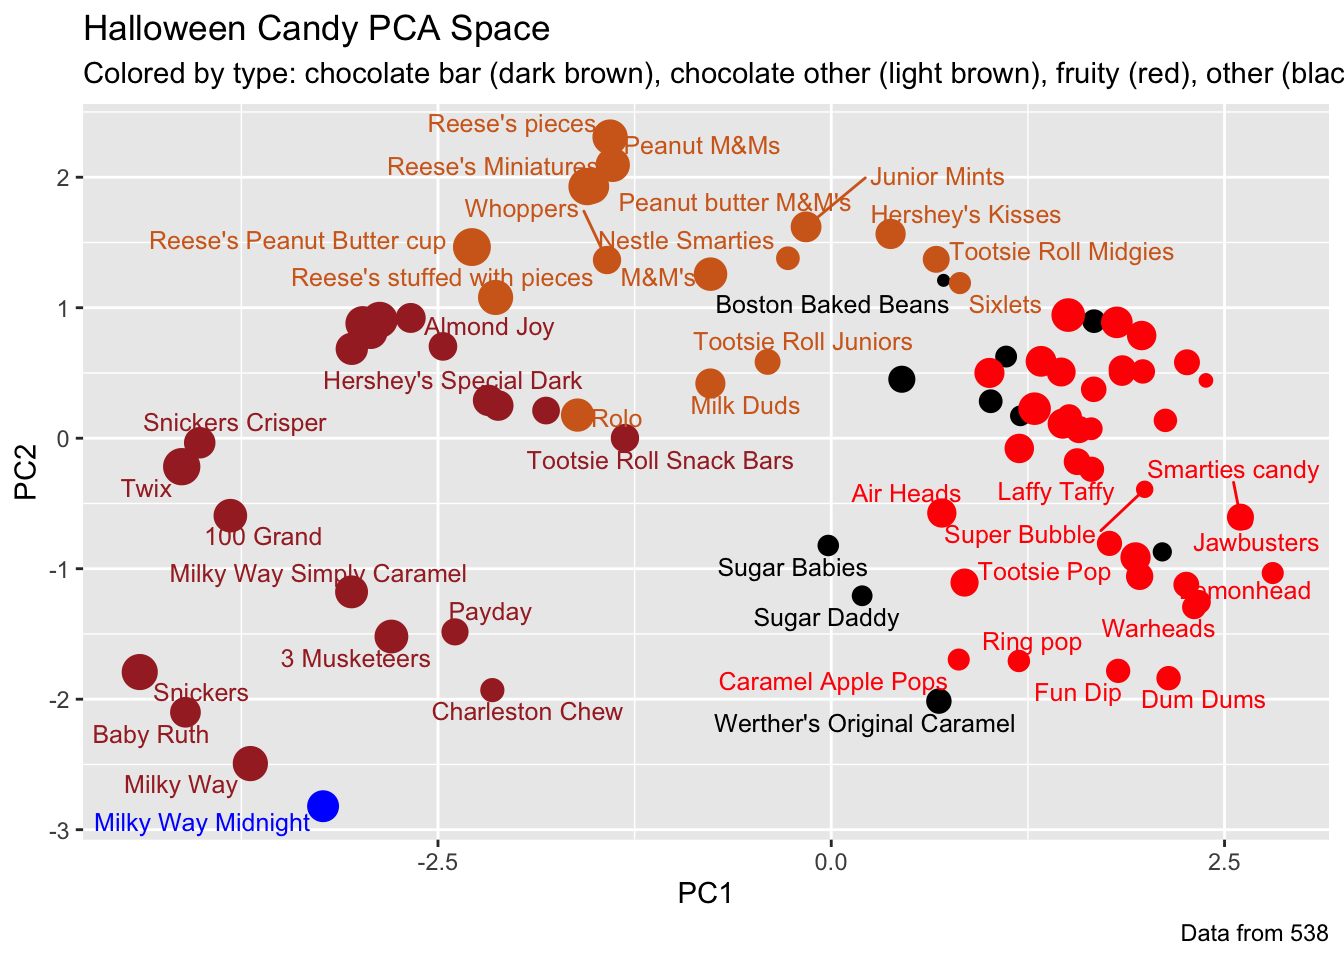 Halloween Candy PCA Space
Colored by type: chocolate bar (dark brown), chocolate other (light brown), fruity (red), other (blac
Reese's pieces
Peanut M&Ms
Reese's Miniatures
Junior Mints
Peanut butter M&M's
Whoppers
Hershey's Kisses
Reese's Peanut Butter cup
Nestle Smarties
Tootsie Roll Midgies
Reese's stuffed with pieces
M&M's
Boston Baked Beans
Sixlets
Almond Joy
Tootsie Roll Juniors
Hershey's Special Dark
Milk Duds
Snickers Crisper
Rolo
Tootsie Roll Snack Bars
Smarties candy
Twix
Air Heads
Laffy Taffy
100 Grand
Super Bubble
Jawbusters
Milky Way Simply Caramel
Sugar Babies
Tootsie Pop
Lemonhead
Payday
Sugar Daddy
Warheads
3 Musketeers
Ring pop
Snickers
Caramel Apple Pops
Fun Dip
Dum Dums
Charleston Chew
Baby Ruth
Werther's Original Caramel
Milky Way
Milky Way Midnight
2
1
0
-1
-2
-3
PC2
-2.5
0.0
2.5
PC1
Data from 538